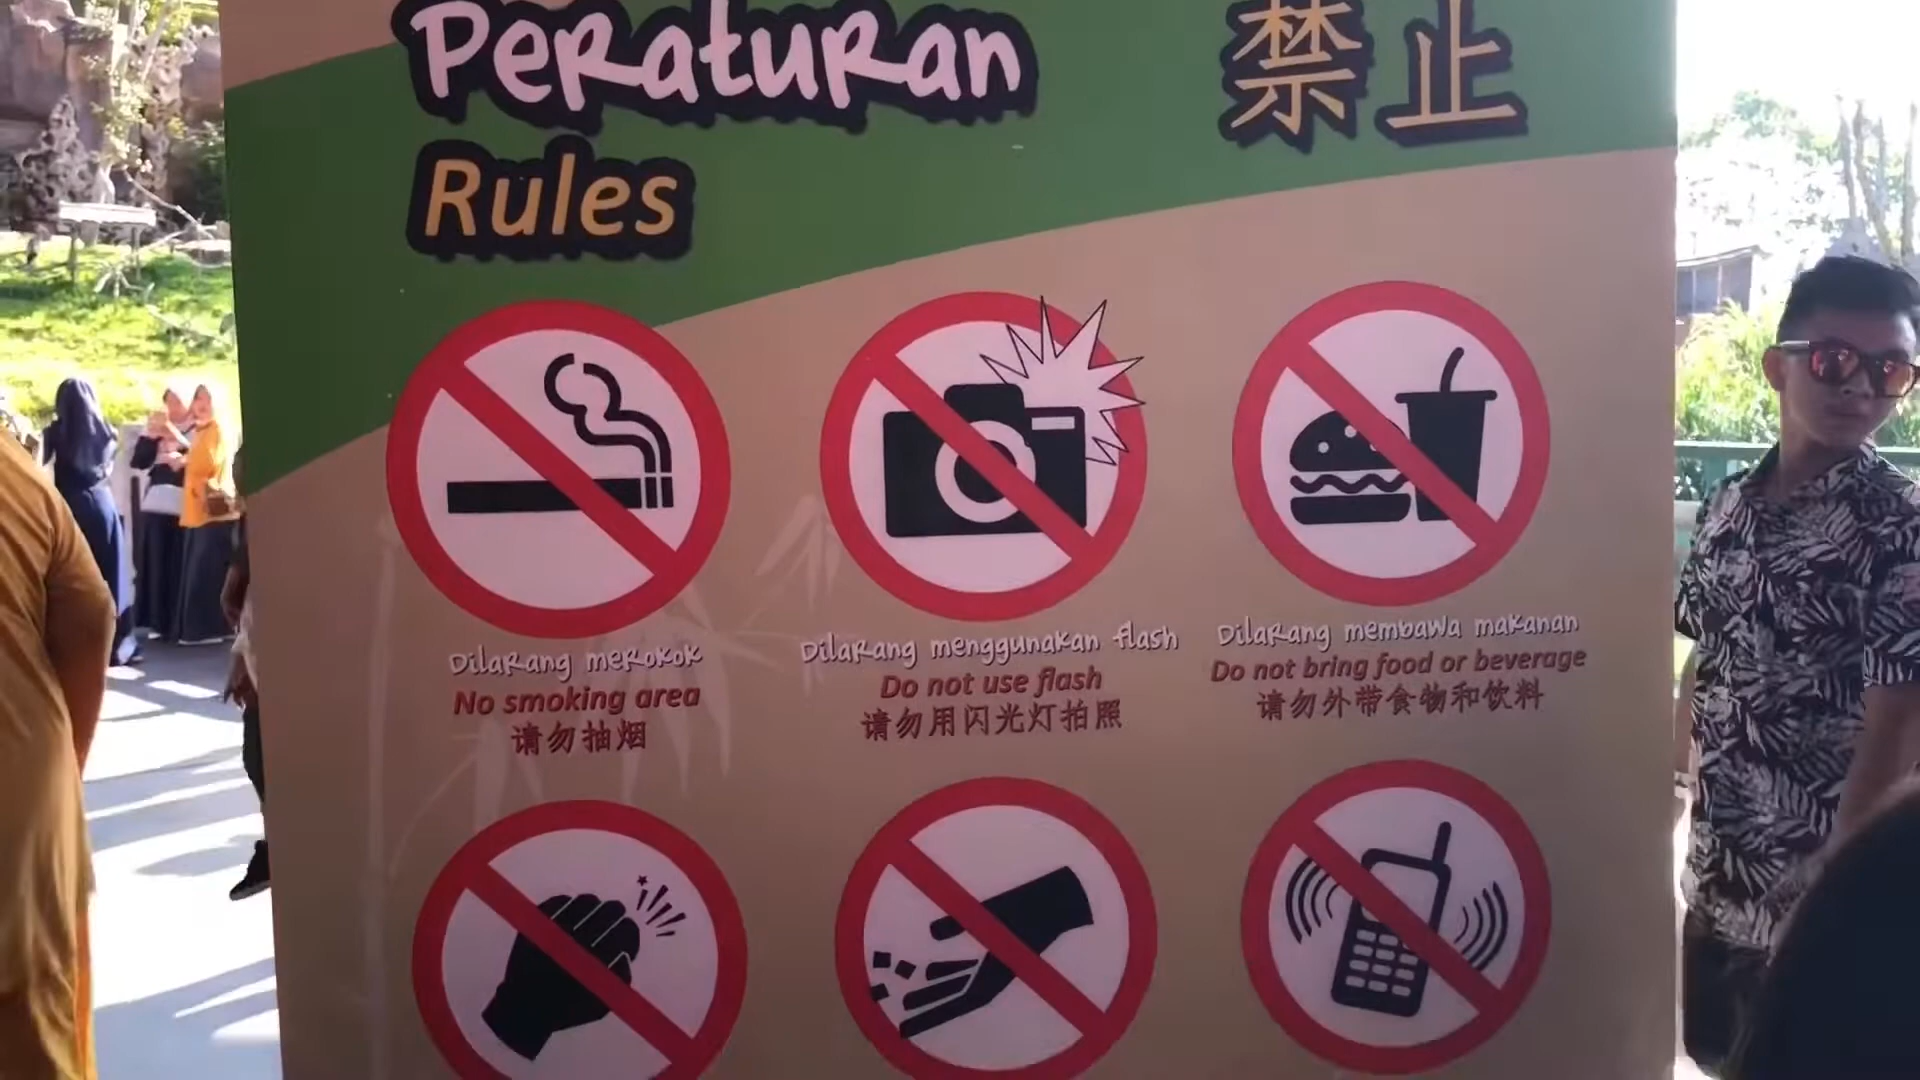 Peraturan
禁止
Rules
Dilarang merokok
No smoking area
请勿抽烟
Dilarang menggunakan flash
Do not use flash
请勿用闪光灯拍照
Dilarang membawa makanan
Do not bring food or beverage
请勿外带食物和饮料